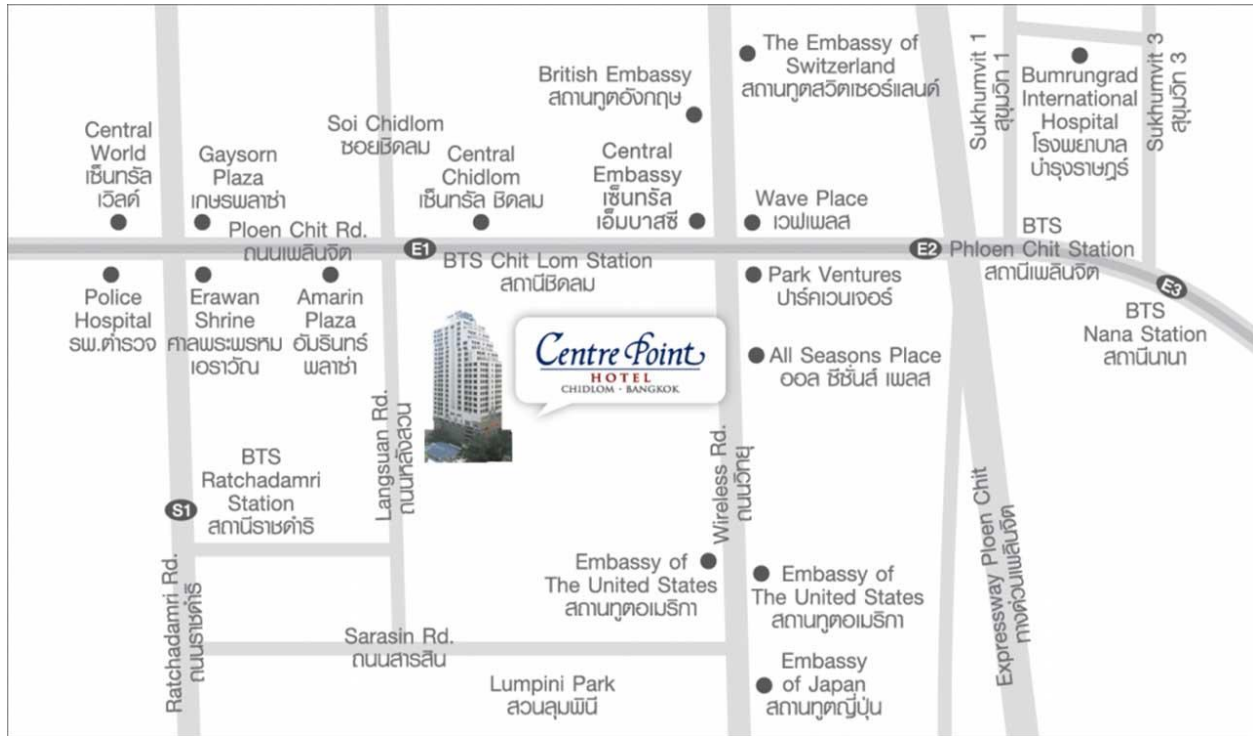 The Embassy of
Switzerland
สถานทูตสวิตเซอร์แลนด์
British Embassy
สถานทูตอังกฤษ
Sukhumvit 1
สุขุมวิท 1
Bumrungrad
International
Hospital
โรงพยาบาล
บำรุงราษฎร์
Sukhumvit 3
สุขุมวิท 3
Central
World
เซ็นทรัล
เวิลด์
Gaysorn
Plaza
เกษรพลาซ่า
Soi Chidlom
ซอยชิดลม
Central
Chidlom
เซ็นทรัล ชิดลม
Central
Embassy
เซ็นทรัล
เอ็มบาสซี
Wave Place
เวฟเพลส
Ploen Chit Rd.
ถนนเพลินจิต
E1
BTS Chit Lom Station
สถานีชิดลม
E2
BTS
Phloen Chit Station
สถานีเพลินจิต
E3
BTS
Nana Station
สถานีนานา
Police
Hospital
รพ.ตำรวจ
Erawan
Shrine
ศาลพระพรหม
เอราวัณ
Amarin
Plaza
อัมรินทร์
พลาซ่า
Park Ventures
ปาร์คเวนเจอร์
Centre Point
HOTEL
CHIDLOM · BANGKOK
All Seasons Place
ออล ซีซั่นส์ เพลส
BTS
Ratchadamri
Station
สถานีราชดำริ
S1
Langsuan Rd.
ถนนหลังสวน
Wireless Rd.
ถนนวิทยุ
Expressway Ploen Chit
ทางด่วนเพลินจิต
Ratchadamri Rd.
ถนนราชดำริ
Embassy of
The United States
สถานทูตอเมริกา
Embassy of
The United States
สถานทูตอเมริกา
Sarasin Rd.
ถนนสารสิน
Lumpini Park
สวนลุมพินี
Embassy
of Japan
สถานทูตญี่ปุ่น